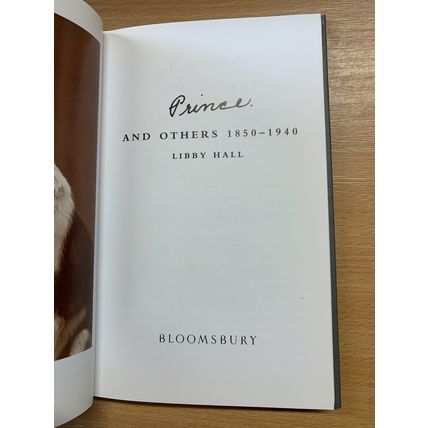 Prince.
AND OTHERS 1850–1940
LIBBY HALL
BLOOMSBURY